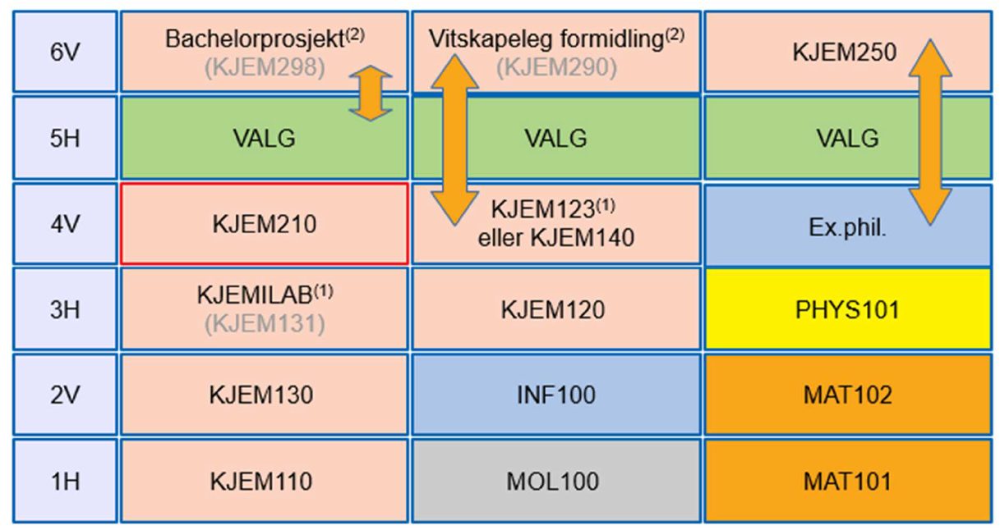 6V
Bachelorprosjekt(2)
(KJEM298)
Vitskapeleg formidling(2)
(KJEM290)
KJEM250
5H
VALG
VALG
VALG
4V
KJEM210
KJEM123(1)
eller KJEM140
Ex.phil.
3H
KJEMILAB(1)
(KJEM131)
KJEM120
PHYS101
2V
KJEM130
INF100
MAT102
1H
KJEM110
MOL100
MAT101